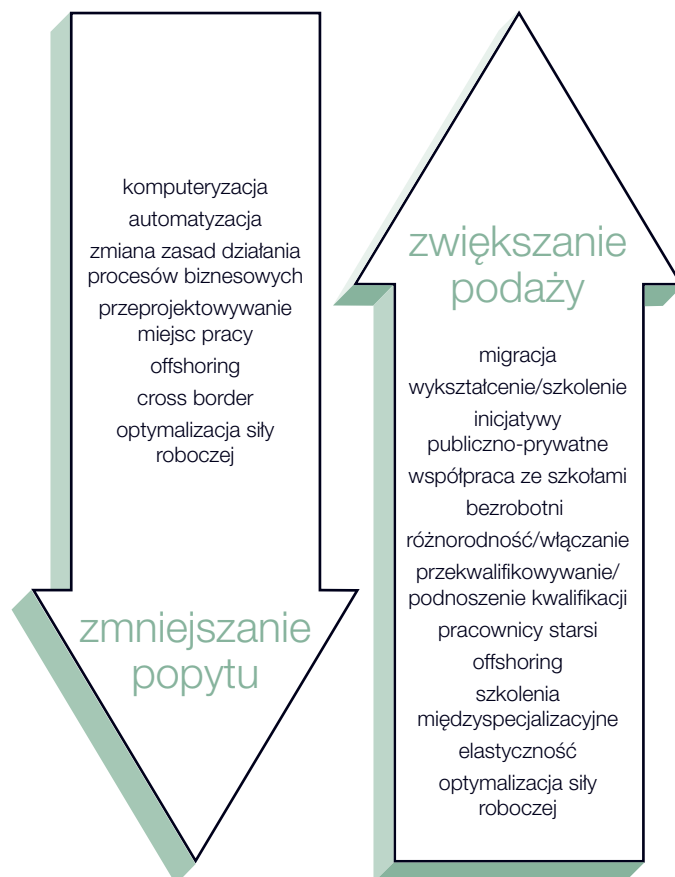 komputeryzacja
automatyzacja
zmiana zasad działania
procesów biznesowych
przeprojektowywanie
miejsc pracy
offshoring
cross border
optymalizacja siły
roboczej
zmniejszanie
popytu
zwiększanie
podaży
migracja
wykształcenie/szkolenie
inicjatywy
publiczno-prywatne
współpraca ze szkołami
bezrobotni
różnorodność/włączanie
przekwalifikowywanie/
podnoszenie kwalifikacji
pracownicy starsi
offshoring
szkolenia
międzyspecjalizacyjne
elastyczność
optymalizacja siły
roboczej